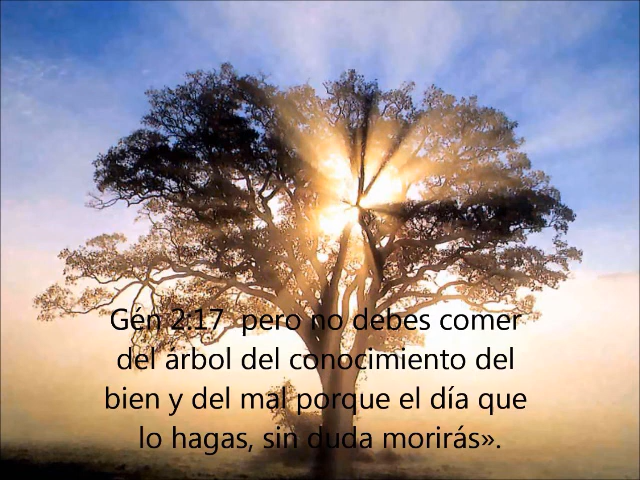 Gén 2:17  pero no debes comer
del árbol del conocimiento del
bien y del mal porque el día que
lo hagas, sin duda morirás».